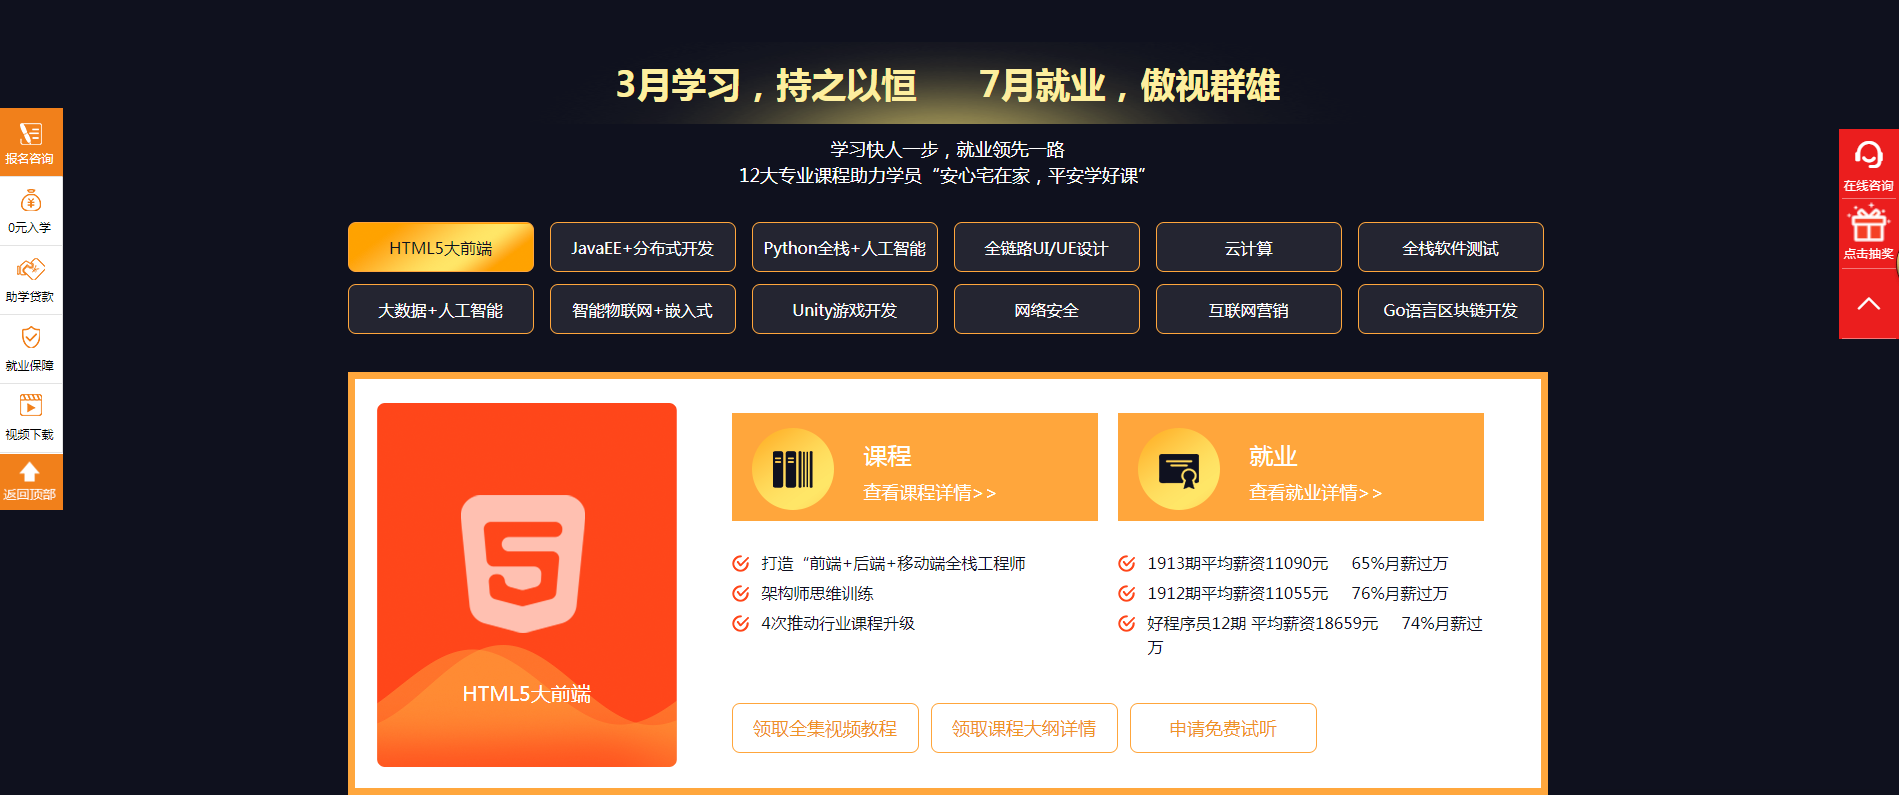 3月学习，持之以恒 7月就业，傲视群雄
学习快人一步，就业领先一路
12大专业课程助力学员“安心宅在家，平安学好课”
报名咨询
0元入学
助学贷款
就业保障
视频下载
返回顶部
在线咨询
点击抽奖
HTML5大前端 JavaEE+分布式开发 Python全栈+人工智能 全链路UI/UE设计 云计算 全栈软件测试
大数据+人工智能 智能物联网+嵌入式 Unity游戏开发 网络安全 互联网营销 Go语言区块链开发
HTML5大前端
课程
查看课程详情>>
打造“前端+后端+移动端全栈工程师
架构师思维训练
4次推动行业课程升级
就业
查看就业详情>>
1913期平均薪资11090元 65%月薪过万
1912期平均薪资11055元 76%月薪过万
好程序员12期 平均薪资18659元 74%月薪过
万
领取全集视频教程 领取课程大纲详情 申请免费试听